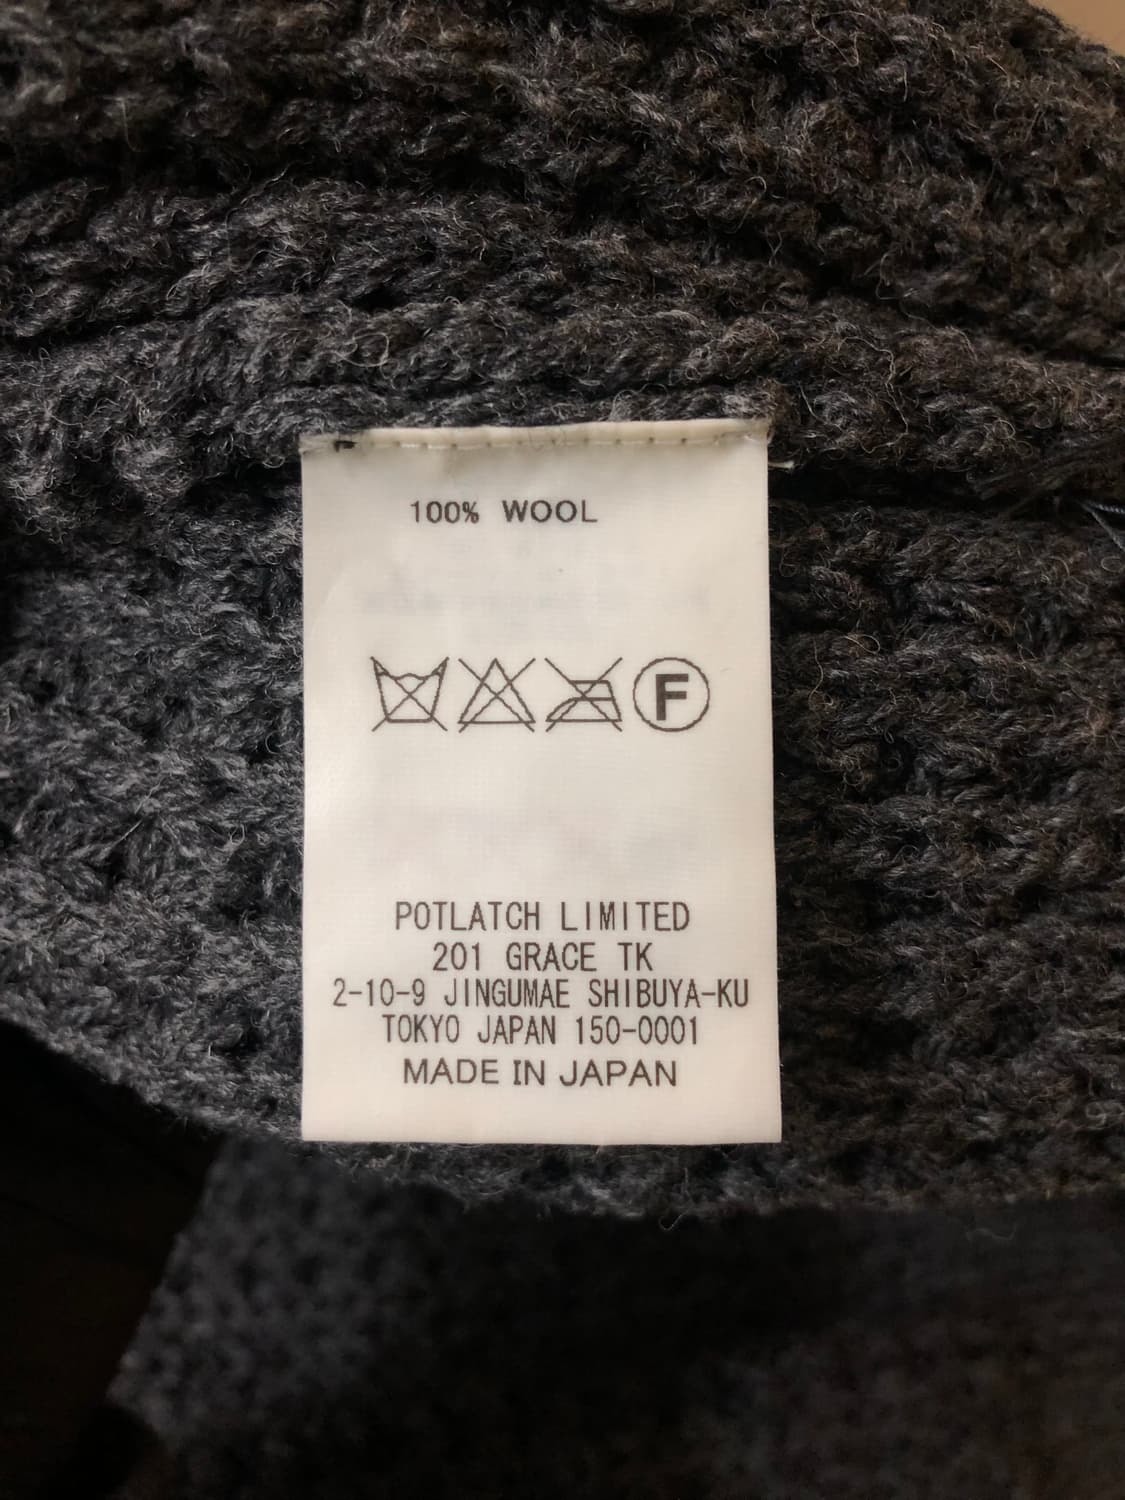 100% WOOL
F
POTLATCH LIMITED
201 GRACE TK
2-10-9 JINGUMAE SHIBUYA-KU
TOKYO JAPAN 150-0001
MADE IN JAPAN